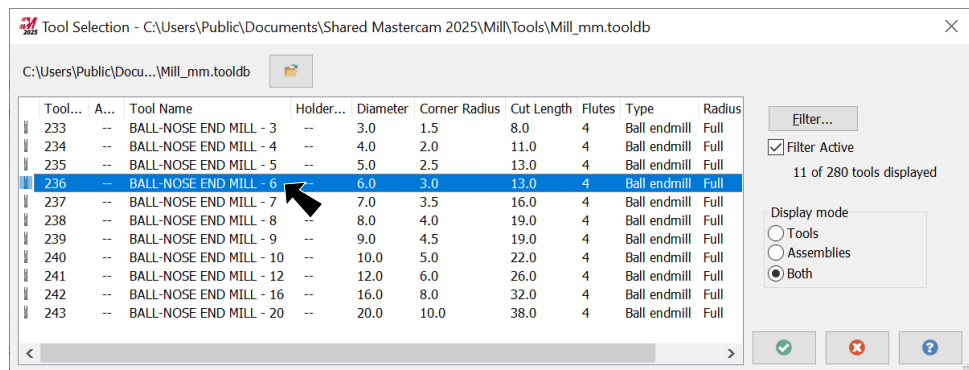 2025 Tool Selection - C:\Users\Public\Documents\Shared Mastercam 2025\Mill\Tools\Mill_mm.tooldb
C:\Users\Public\Docu...\Mill_mm.tooldb
Tool... A... Tool Name Holder... Diameter Corner Radius Cut Length Flutes Type Radius
233 -- BALL-NOSE END MILL - 3 -- 3.0 1.5 8.0 4 Ball endmill Full
234 -- BALL-NOSE END MILL - 4 -- 4.0 2.0 11.0 4 Ball endmill Full
235 -- BALL-NOSE END MILL - 5 -- 5.0 2.5 13.0 4 Ball endmill Full
236 -- BALL-NOSE END MILL - 6 -- 6.0 3.0 13.0 4 Ball endmill Full
237 -- BALL-NOSE END MILL - 7 -- 7.0 3.5 16.0 4 Ball endmill Full
238 -- BALL-NOSE END MILL - 8 -- 8.0 4.0 19.0 4 Ball endmill Full
239 -- BALL-NOSE END MILL - 9 -- 9.0 4.5 19.0 4 Ball endmill Full
240 -- BALL-NOSE END MILL - 10 -- 10.0 5.0 22.0 4 Ball endmill Full
241 -- BALL-NOSE END MILL - 12 -- 12.0 6.0 26.0 4 Ball endmill Full
242 -- BALL-NOSE END MILL - 16 -- 16.0 8.0 32.0 4 Ball endmill Full
243 -- BALL-NOSE END MILL - 20 -- 20.0 10.0 38.0 4 Ball endmill Full
Filter...
Filter Active
11 of 280 tools displayed
Display mode
Tools
Assemblies
Both